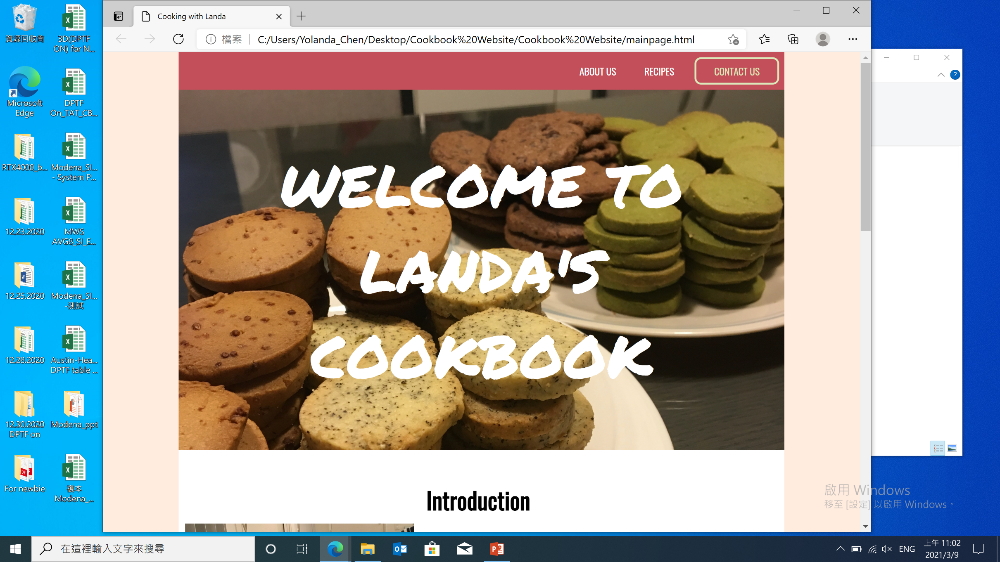 資源回收筒
3D(DPTF
ON) for N...
Microsoft
Edge
DPTF
On_TAT_CB...
RTX4000_b...
Modena_SI...
- System P...
12.23.2020
MWS
AVG8_SI_E...
12.25.2020
Modena_SI...
-測試
12.28.2020
Austin-Hea...
DPTF table ...
12.30.2020
DPTF on
Modena_ppt
For newbie
複本
Modena_...
Cooking with Landa
檔案
C:/Users/Yolanda_Chen/Desktop/Cookbook%20Website/Cookbook%20Website/mainpage.html
ABOUT US
RECIPES
CONTACT US
WELCOME TO
LANDA'S
COOKBOOK
Introduction
啟用 Windows
移至 [設定] 以啟用 Windows。
在這裡輸入文字來搜尋
ENG
上午 11:02
2021/3/9